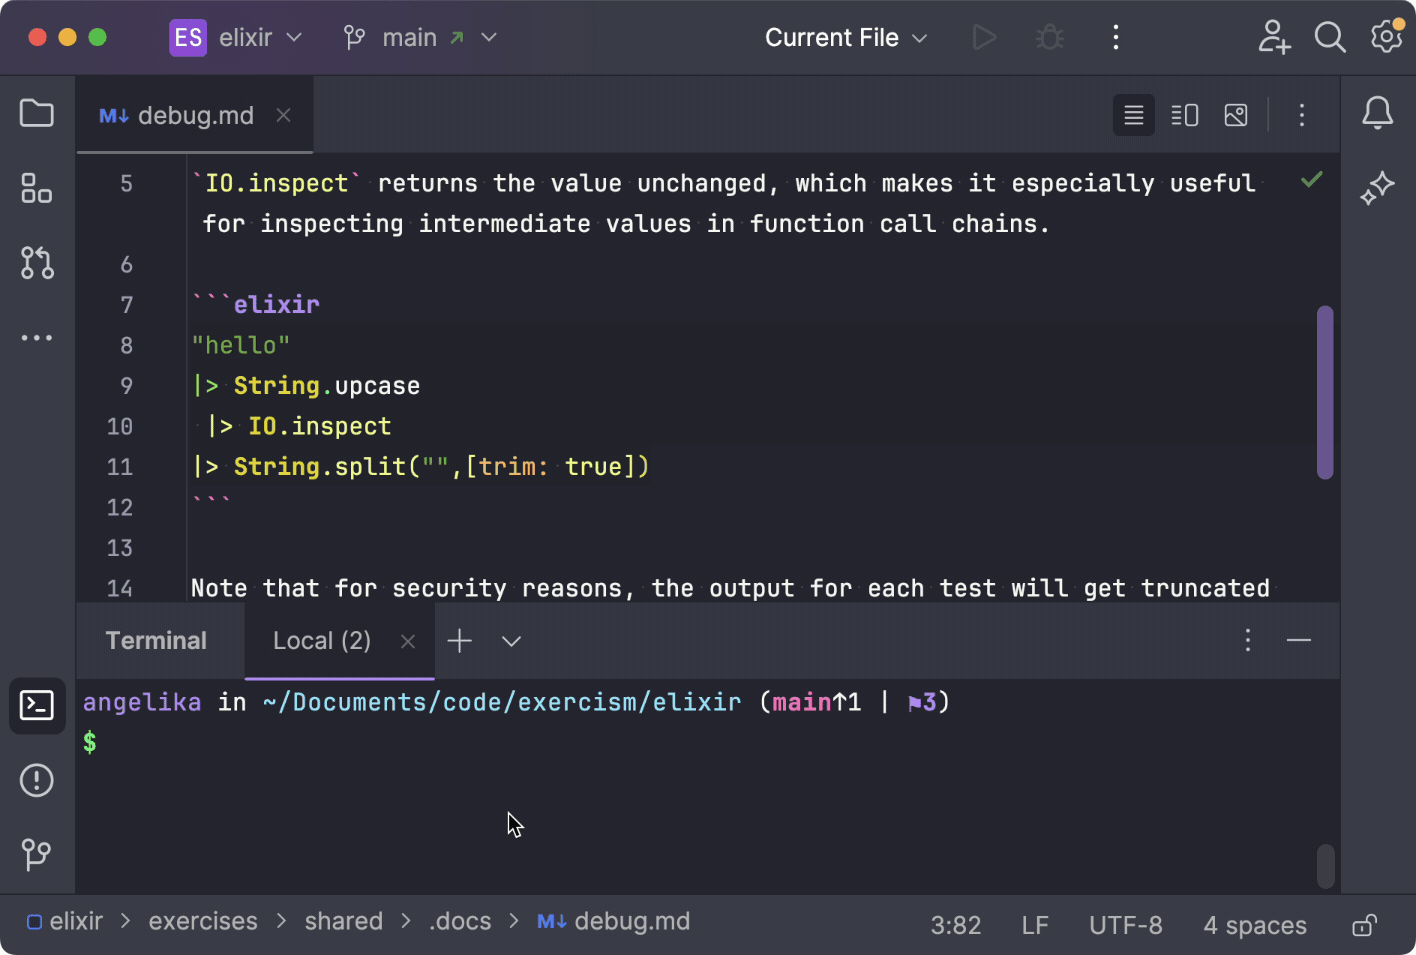 ES elixir main Current File
M↓ debug.md
5 `IO.inspect` returns the value unchanged, which makes it especially useful
for inspecting intermediate values in function call chains.
6
7 ```elixir
8 "hello"
9 |> String.upcase
10 |> IO.inspect
11 |> String.split("",[trim: true])
12 ```
13
14 Note that for security reasons, the output for each test will get truncated
Terminal Local (2)
angelika in ~/Documents/code/exercism/elixir (main↑1 | ⚑3)
$
elixir > exercises > shared > .docs > M↓ debug.md 3:82 LF UTF-8 4 spaces